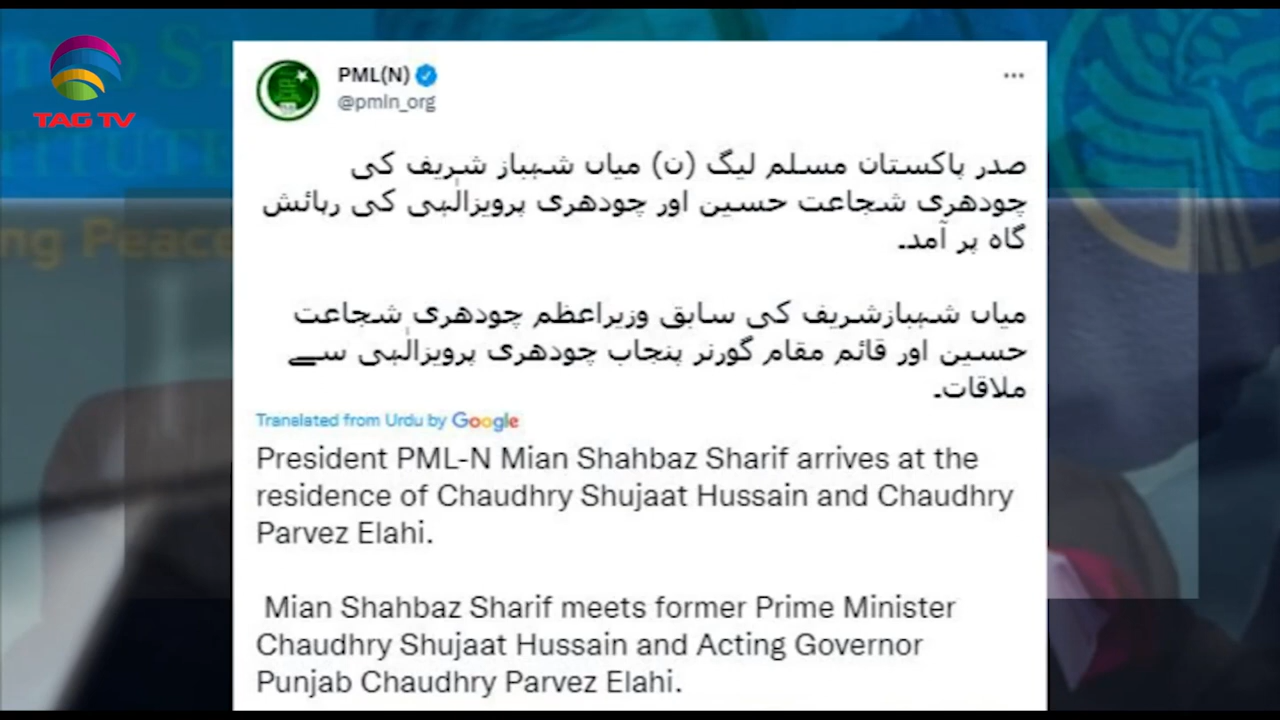 TAG TV
PML(N)
@pmln_org
صدر پاکستان مسلم لیگ (ن) میاں شہباز شریف کی
چودھری شجاعت حسین اور چودھری پرویزالٰہی کی رہائش
گاہ پر آمد۔
میاں شہبازشریف کی سابق وزیراعظم چودھری شجاعت
حسین اور قائم مقام گورنر پنجاب چودھری پرویزالٰہی سے
ملاقات۔
Translated from Urdu by Google
President PML-N Mian Shahbaz Sharif arrives at the
residence of Chaudhry Shujaat Hussain and Chaudhry
Parvez Elahi.
Mian Shahbaz Sharif meets former Prime Minister
Chaudhry Shujaat Hussain and Acting Governor
Punjab Chaudhry Parvez Elahi.